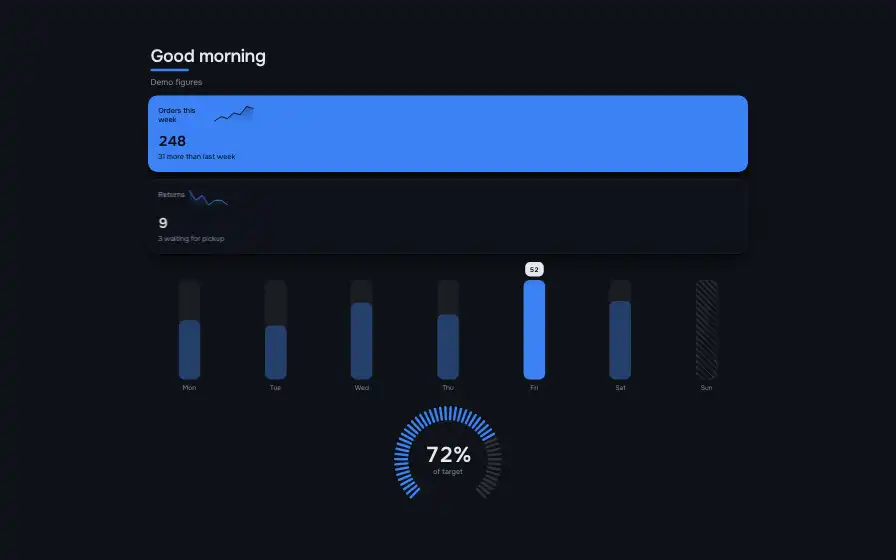 Good morning
Demo figures
Orders this
week
248
31 more than last week
Returns
9
3 waiting for pickup
52
Mon
Tue
Wed
Thu
Fri
Sat
Sun
72%
of target